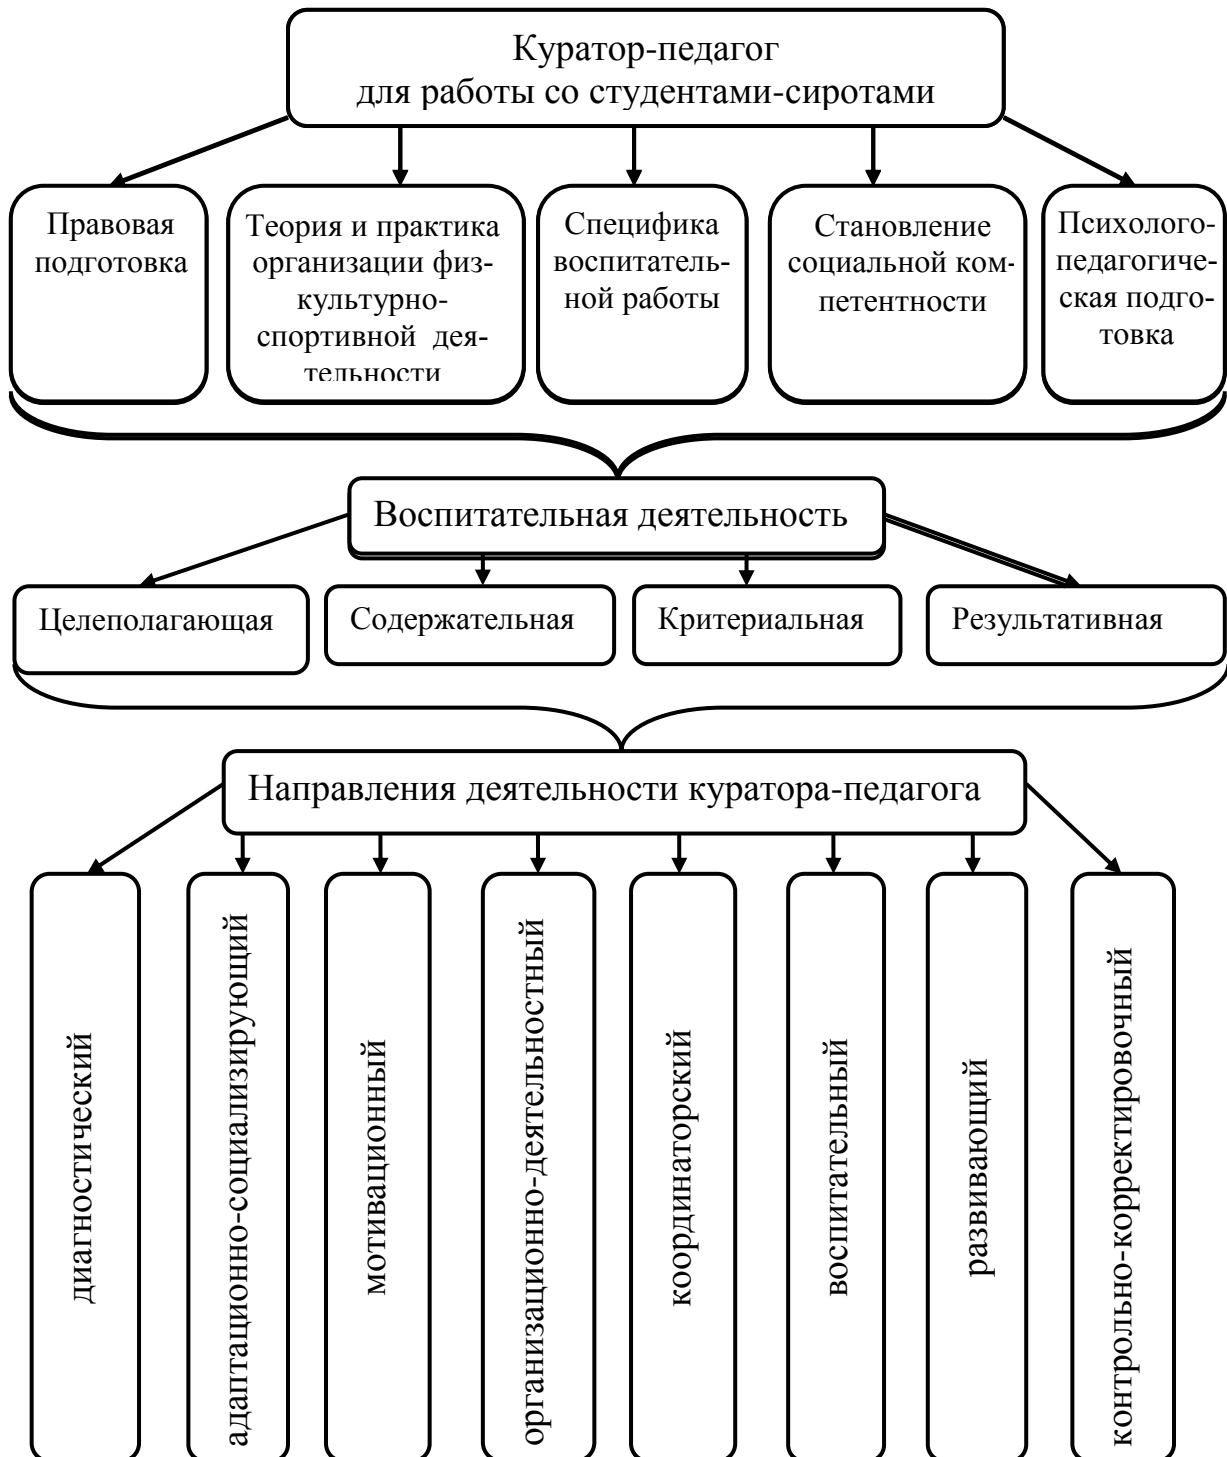 Куратор-педагог
для работы со студентами-сиротами
Правовая
подготовка
Теория и практика
организации физ-
культурно-
спортивной дея-
тельности
Специфика
воспитатель-
ной работы
Становление
социальной ком-
петентности
Психолого-
педагогиче-
ская подго-
товка
Воспитательная деятельность
Целеполагающая
Содержательная
Критериальная
Результативная
Направления деятельности куратора-педагога
диагностический
адаптационно-социализирующий
мотивационный
организационно-деятельностный
координаторский
воспитательный
развивающий
контрольно-корректировочный